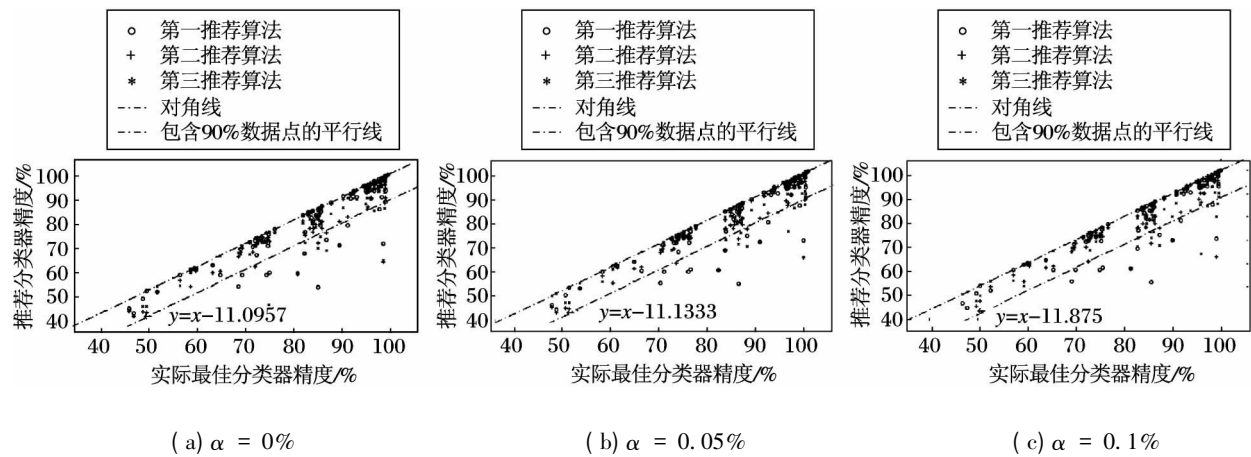 第一推荐算法
第二推荐算法
第三推荐算法
对角线
包含90%数据点的平行线
推荐分类器精度/%
100
90
80
70
60
50
40
y=x−11.0957
40 50 60 70 80 90 100
实际最佳分类器精度/%
(a) α = 0%
第一推荐算法
第二推荐算法
第三推荐算法
对角线
包含90%数据点的平行线
推荐分类器精度/%
100
90
80
70
60
50
40
y=x−11.1333
40 50 60 70 80 90 100
实际最佳分类器精度/%
(b) α = 0.05%
第一推荐算法
第二推荐算法
第三推荐算法
对角线
包含90%数据点的平行线
推荐分类器精度/%
100
90
80
70
60
50
40
y=x−11.875
40 50 60 70 80 90 100
实际最佳分类器精度/%
(c) α = 0.1%